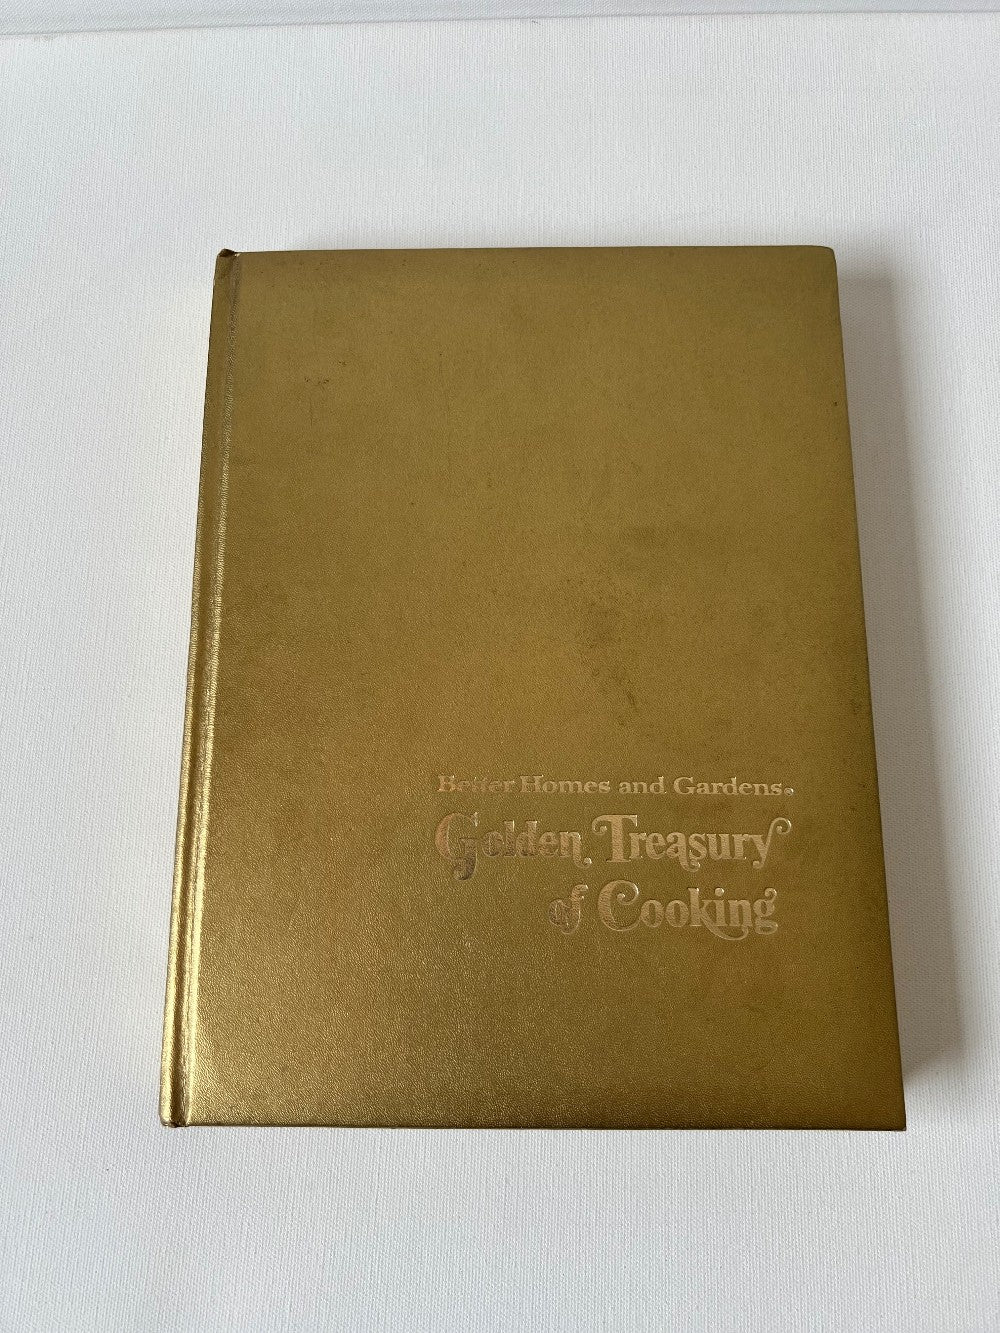 Better Homes and Gardens®
Golden Treasury
of Cooking